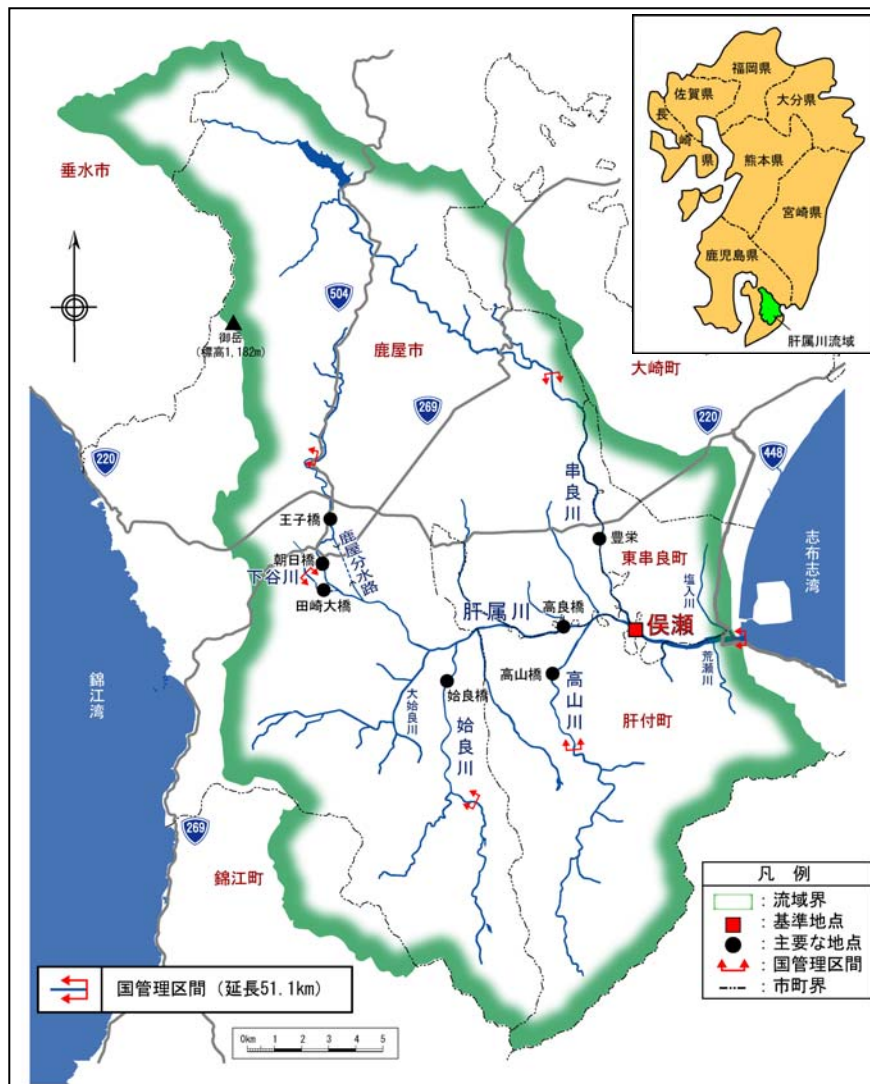 福岡県
佐賀県
大分県
長崎県
熊本県
宮崎県
鹿児島県
肝属川流域
垂水市
504
御岳
(標高1,182m)
鹿屋市
大崎町
269
220
220
448
串良川
王子橋
豊栄
志布志湾
朝日橋
鹿屋分水路
東串良町
下谷川
塩入川
田崎大橋
肝属川
高良橋
俣瀬
荒瀬川
錦江湾
姶良橋
高山橋
高山川
大姶良川
姶良川
肝付町
269
錦江町
凡 例
:流域界
:基準地点
:主要な地点
:国管理区間
:市町界
国管理区間(延長51.1km)
0km 1 2 3 4 5